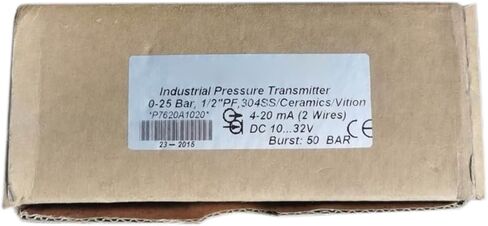 Industrial Pressure Transmitter
0-25 Bar, 1/2"PF,304SS/Ceramics/Vition
*P7620A1020* 4-20 mA (2 Wires)
DC 10...32V CE
23-2015 Burst: 50 BAR